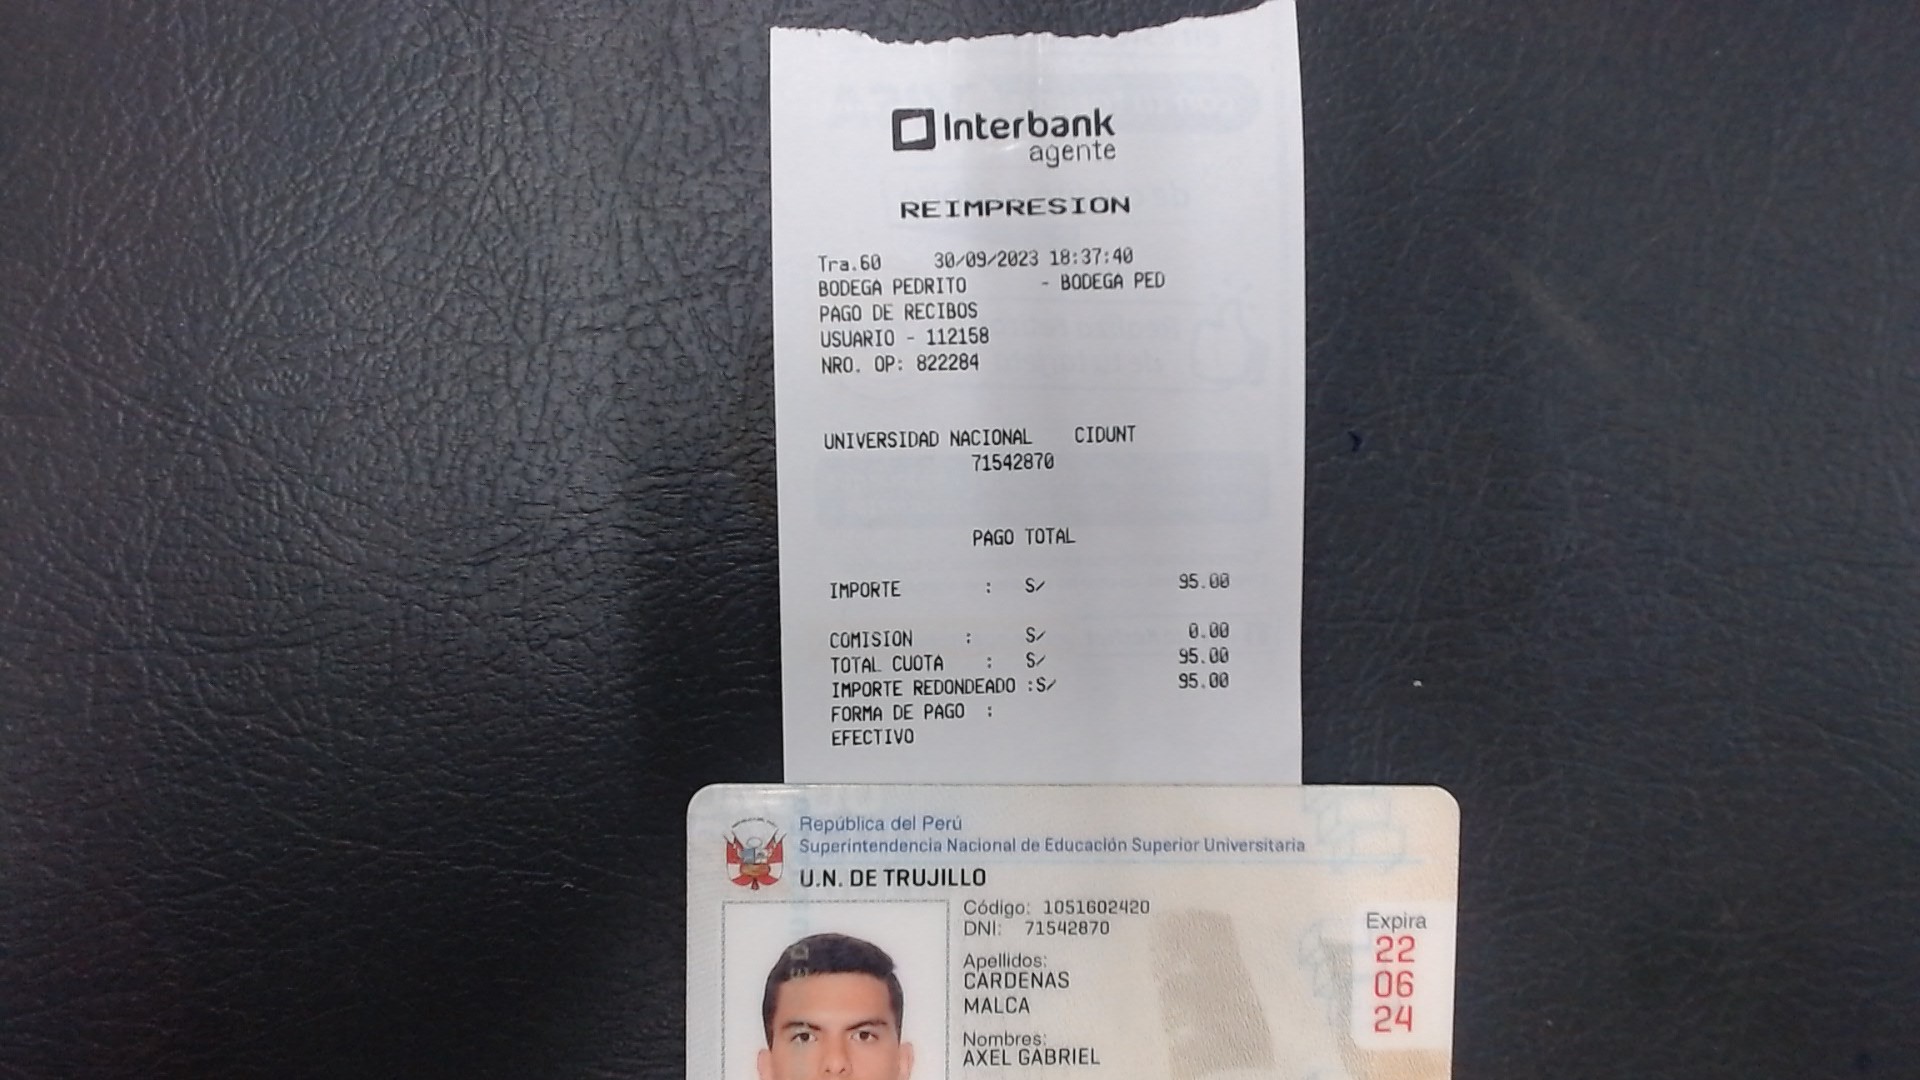 Interbank
agente
REIMPRESION
Tra.60 30/09/2023 18:37:40
BODEGA PEDRITO - BODEGA PED
PAGO DE RECIBOS
USUARIO - 112158
NRO. OP: 822284
UNIVERSIDAD NACIONAL CIDUNT
71542870
PAGO TOTAL
IMPORTE : S/ 95.00
COMISION : S/ 0.00
TOTAL CUOTA : S/ 95.00
IMPORTE REDONDEADO :S/ 95.00
FORMA DE PAGO :
EFECTIVO
República del Perú
Superintendencia Nacional de Educación Superior Universitaria
U.N. DE TRUJILLO
Código: 1051602420
DNI: 71542870
Apellidos:
CARDENAS
MALCA
Nombres:
AXEL GABRIEL
Expira
22
06
24